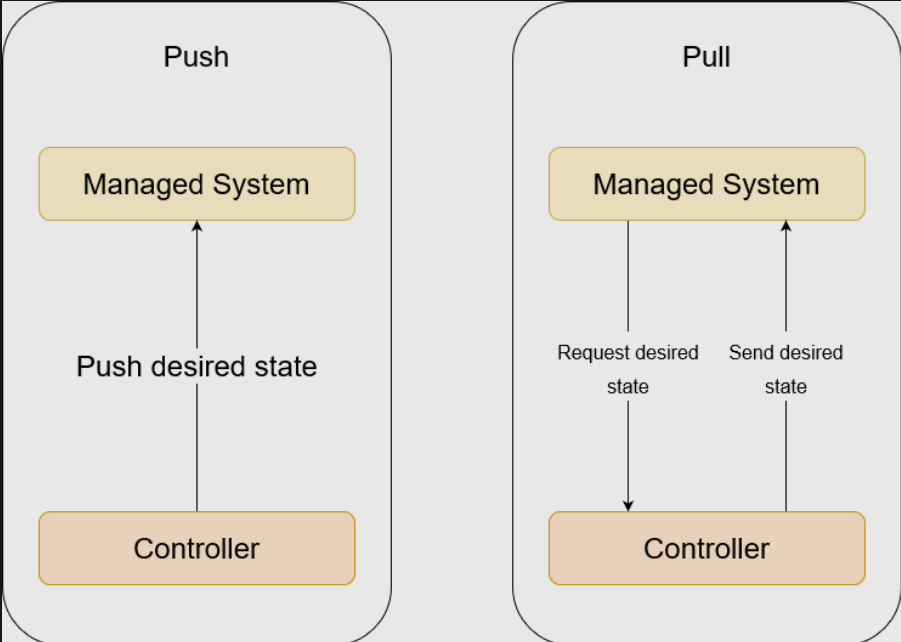 Push
Managed System
Push desired state
Controller
Pull
Managed System
Request desired
state
Send desired
state
Controller